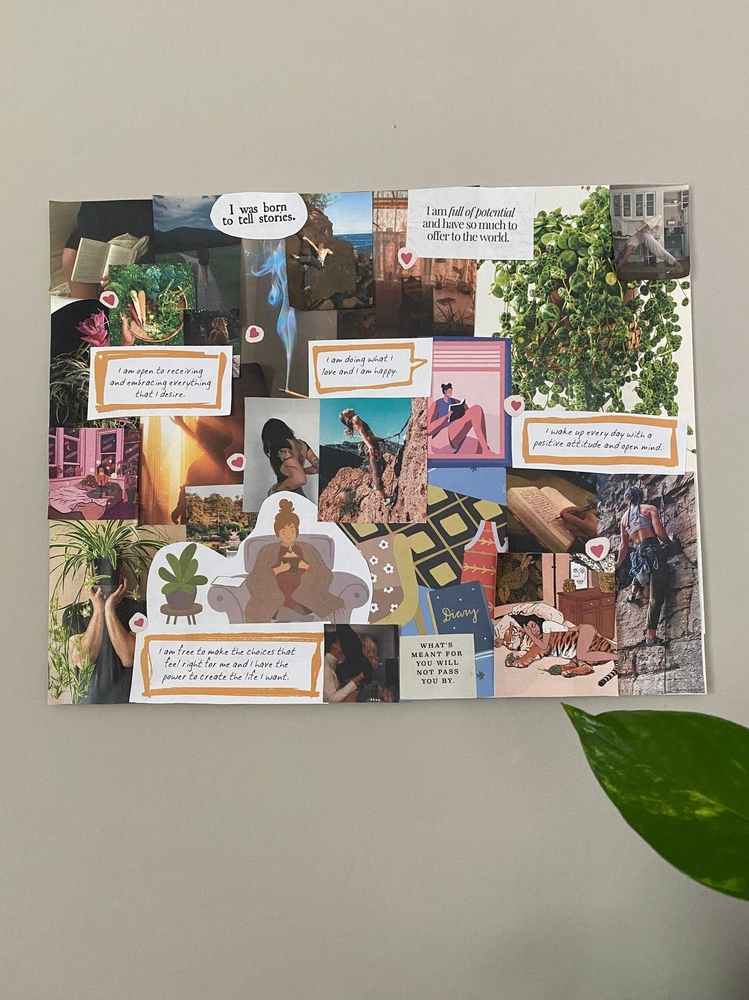 I was born
to tell stories.
I am full of potential
and have so much to
offer to the world.
I am open to receiving
and embracing everything
that I desire.
I am doing what I
love and I am happy.
I wake up every day with a
positive attitude and open mind.
Diary
I am free to make the choices that
feel right for me and I have the
power to create the life I want.
WHAT'S
MEANT FOR
YOU WILL
NOT PASS
YOU BY.